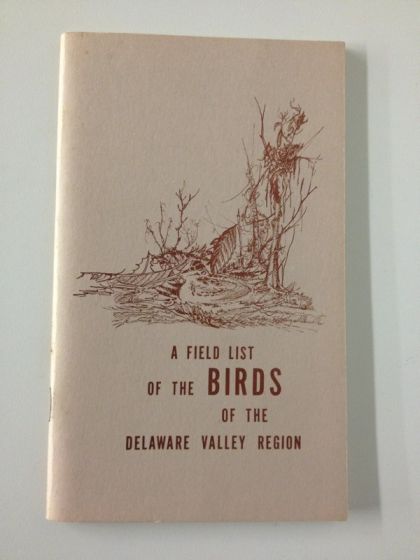 A FIELD LIST
OF THE BIRDS
OF THE
DELAWARE VALLEY REGION